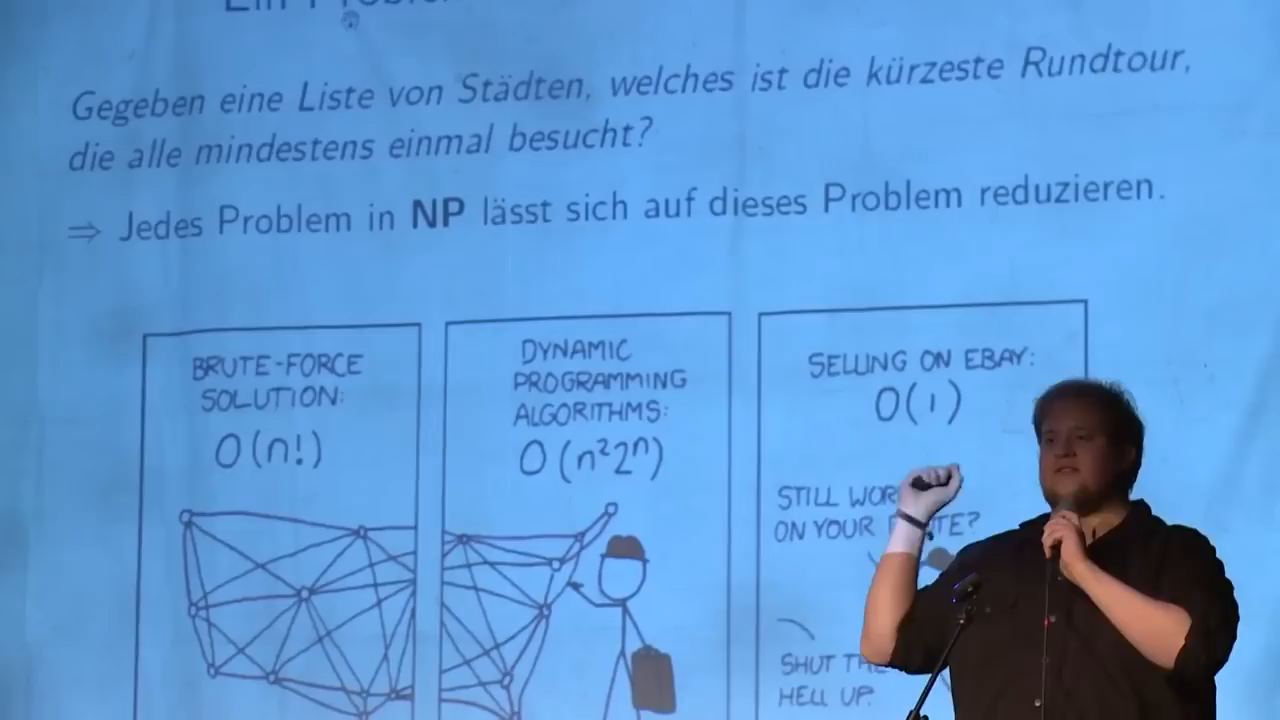 Ein Problem
Gegeben eine Liste von Städten, welches ist die kürzeste Rundtour,
die alle mindestens einmal besucht?
⇒ Jedes Problem in NP lässt sich auf dieses Problem reduzieren.
BRUTE-FORCE
SOLUTION:
O(n!)
DYNAMIC
PROGRAMMING
ALGORITHMS:
O(n²2ⁿ)
SELLING ON EBAY:
O(1)
STILL
ON YOUR
SHUT
HELL UP.